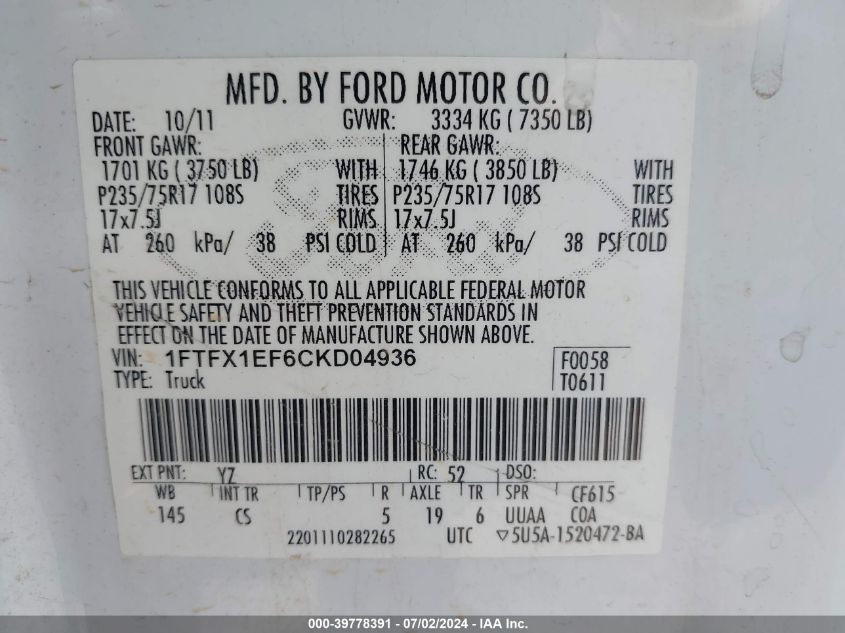 MFD. BY FORD MOTOR CO.
DATE: 10/11 GVWR: 3334 KG ( 7350 LB)
FRONT GAWR: REAR GAWR:
1701 KG ( 3750 LB) WITH 1746 KG ( 3850 LB) WITH
P235/75R17 108S TIRES P235/75R17 108S TIRES
17x7.5J RIMS 17x7.5J RIMS
AT 260 kPa/ 38 PSI COLD AT 260 kPa/ 38 PSI COLD
THIS VEHICLE CONFORMS TO ALL APPLICABLE FEDERAL MOTOR
VEHICLE SAFETY AND THEFT PREVENTION STANDARDS IN
EFFECT ON THE DATE OF MANUFACTURE SHOWN ABOVE.
VIN: 1FTFX1EF6CKD04936 F0058
TYPE: Truck T0611
EXT PNT: YZ RC: 52 DSO:
WB INT TR TP/PS R AXLE TR SPR CF615
145 CS 5 19 6 UUAA COA
2201110282265 UTC ▽5U5A-1520472-BA
000-39778391 - 07/02/2024 - IAA Inc.